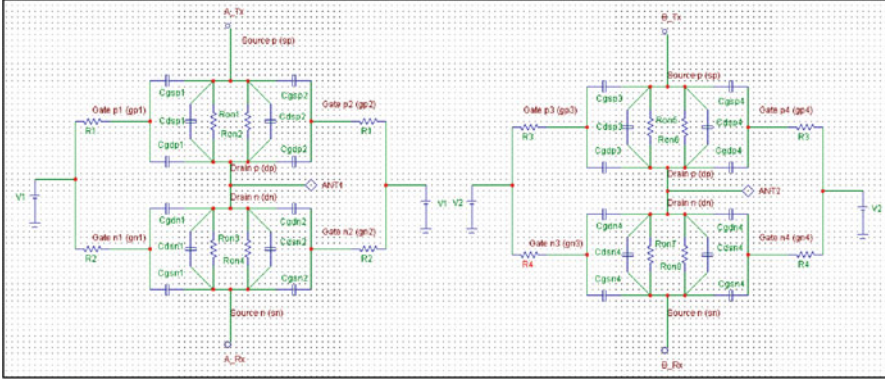 A_Tx
Source p (sp)
Cgsp1
Cgsp2
Gate p1 (gp1)
Gate p2 (gp2)
Cdsp1
Ron1
Ron2
Cdsp2
R1
R1
Cgdp1
Cgdp2
Drain p (dp)
ANT1
Drain n (dn)
V1
V1
Cgdn1
Cgdn2
Gate n1 (gn1)
Gate n2 (gn2)
Cdsn1
Ron3
Ron4
Cdsn2
R2
R2
Cgsn1
Cgsn2
Source n (sn)
A_Rx
B_Tx
Source p (sp)
Cgsp3
Cgsp4
Gate p3 (gp3)
Gate p4 (gp4)
Cdsp3
Cdsp4
R3
R3
Cgdp3
Cgdp4
Drain p (dp)
ANT2
Drain n (dn)
V2
V2
Cgdn4
Cgdn4
Gate n3 (gn3)
Gate n4 (gn4)
Cdsn4
Ron7
Cdsn4
R4
R4
Cgsn4
Cgsn4
Source n (sn)
B_Rx